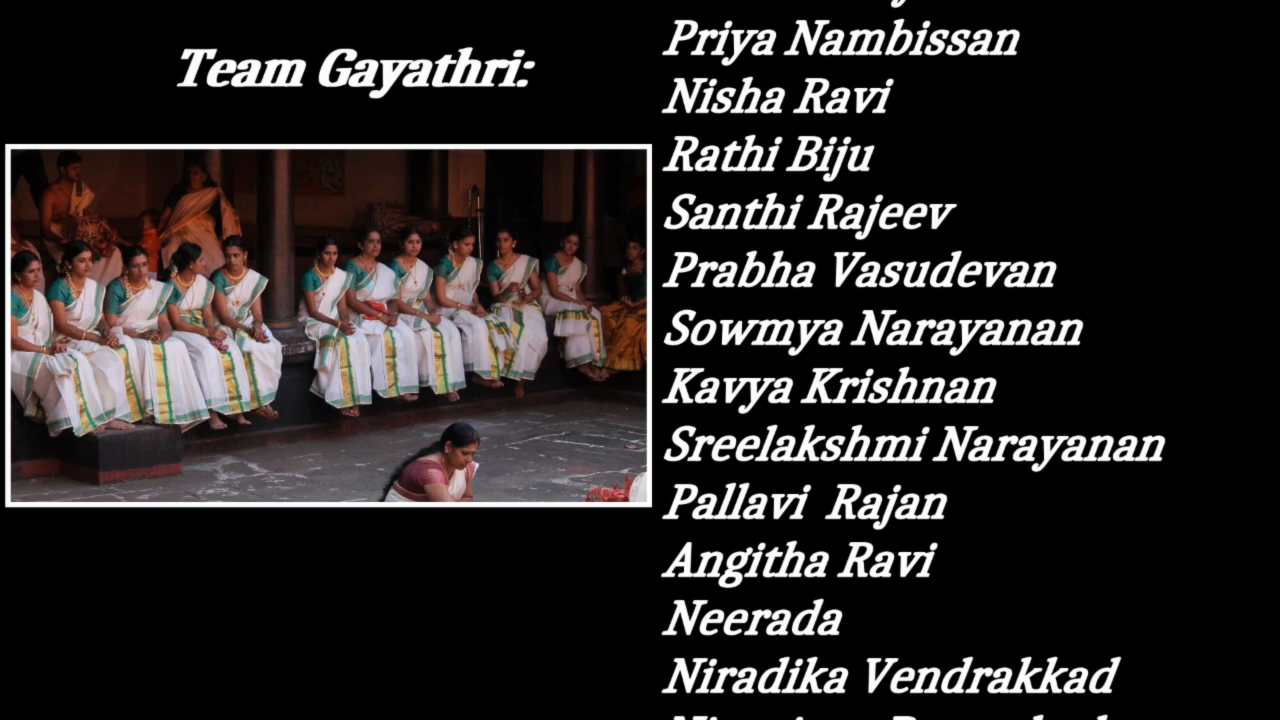 Team Gayathri:
Priya Nambissan
Nisha Ravi
Rathi Biju
Santhi Rajeev
Prabha Vasudevan
Sowmya Narayanan
Kavya Krishnan
Sreelakshmi Narayanan
Pallavi  Rajan
Angitha Ravi
Neerada
Niradika Vendrakkad